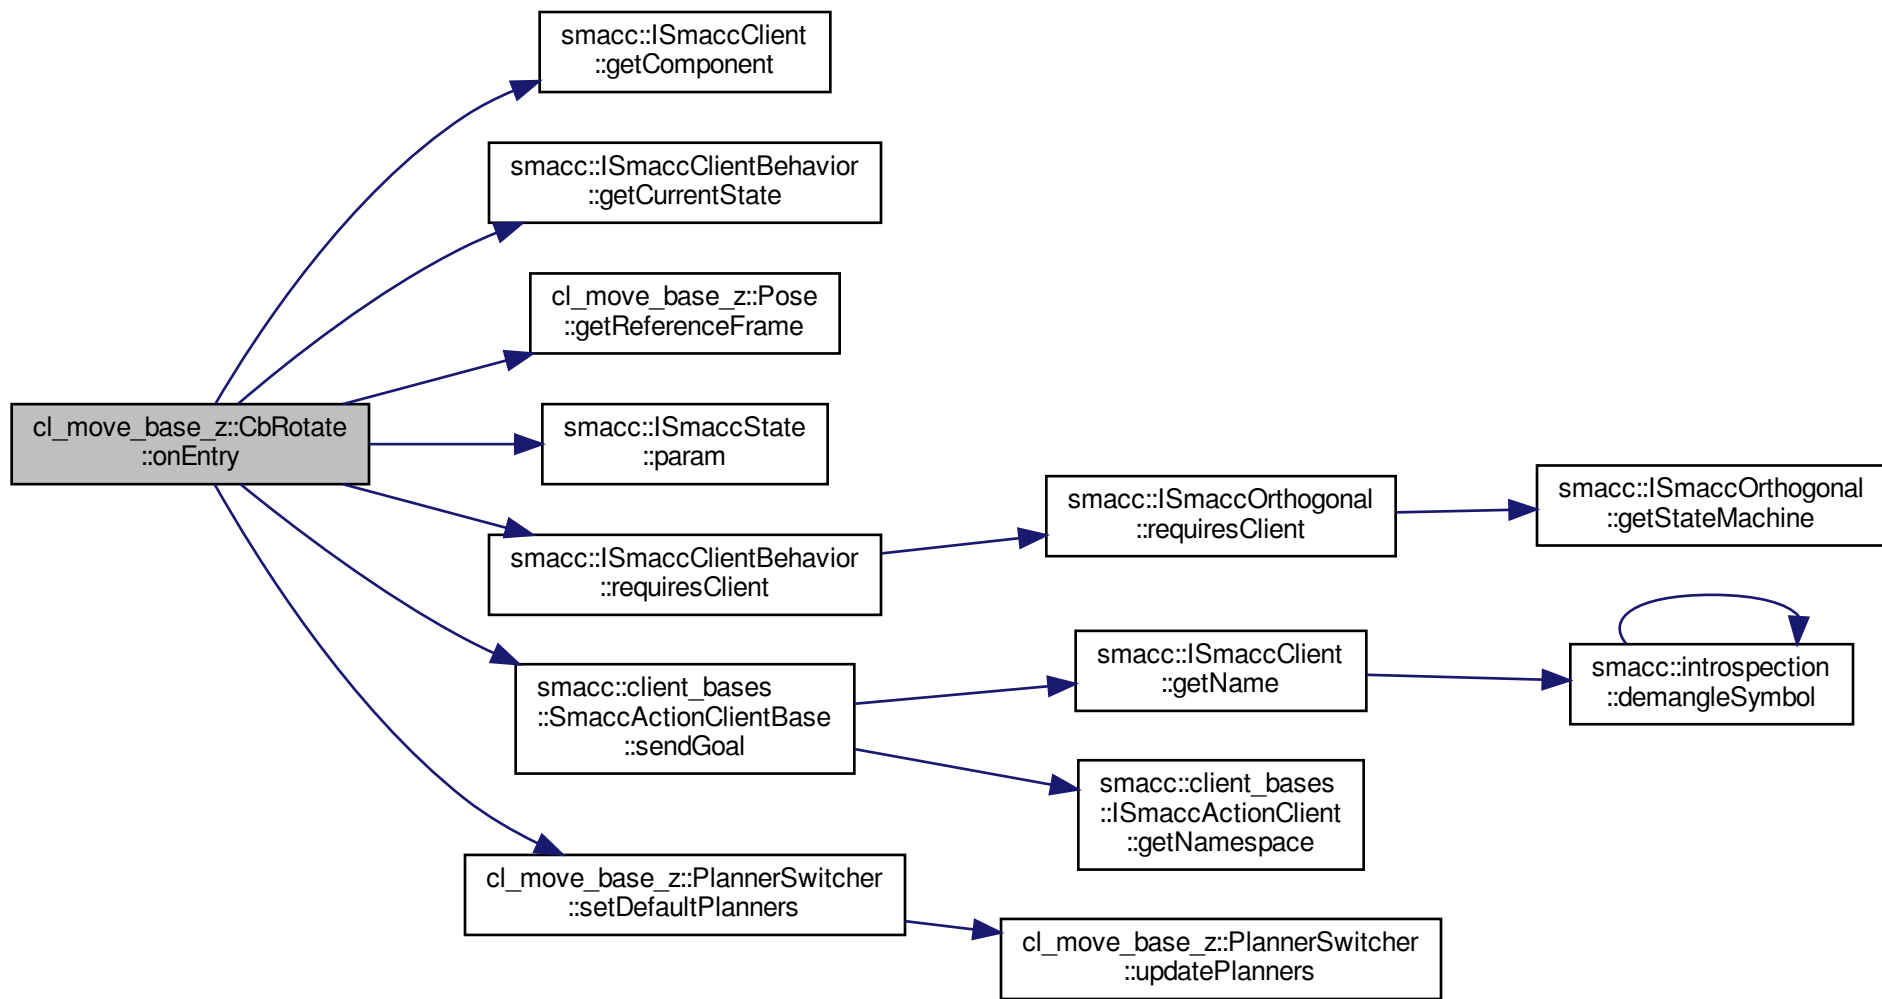 smacc::ISmaccClient
::getComponent
smacc::ISmaccClientBehavior
::getCurrentState
cl_move_base_z::Pose
::getReferenceFrame
cl_move_base_z::CbRotate
::onEntry
smacc::ISmaccState
::param
smacc::ISmaccClientBehavior
::requiresClient
smacc::ISmaccOrthogonal
::requiresClient
smacc::ISmaccOrthogonal
::getStateMachine
smacc::client_bases
::SmaccActionClientBase
::sendGoal
smacc::ISmaccClient
::getName
smacc::introspection
::demangleSymbol
smacc::client_bases
::ISmaccActionClient
::getNamespace
cl_move_base_z::PlannerSwitcher
::setDefaultPlanners
cl_move_base_z::PlannerSwitcher
::updatePlanners